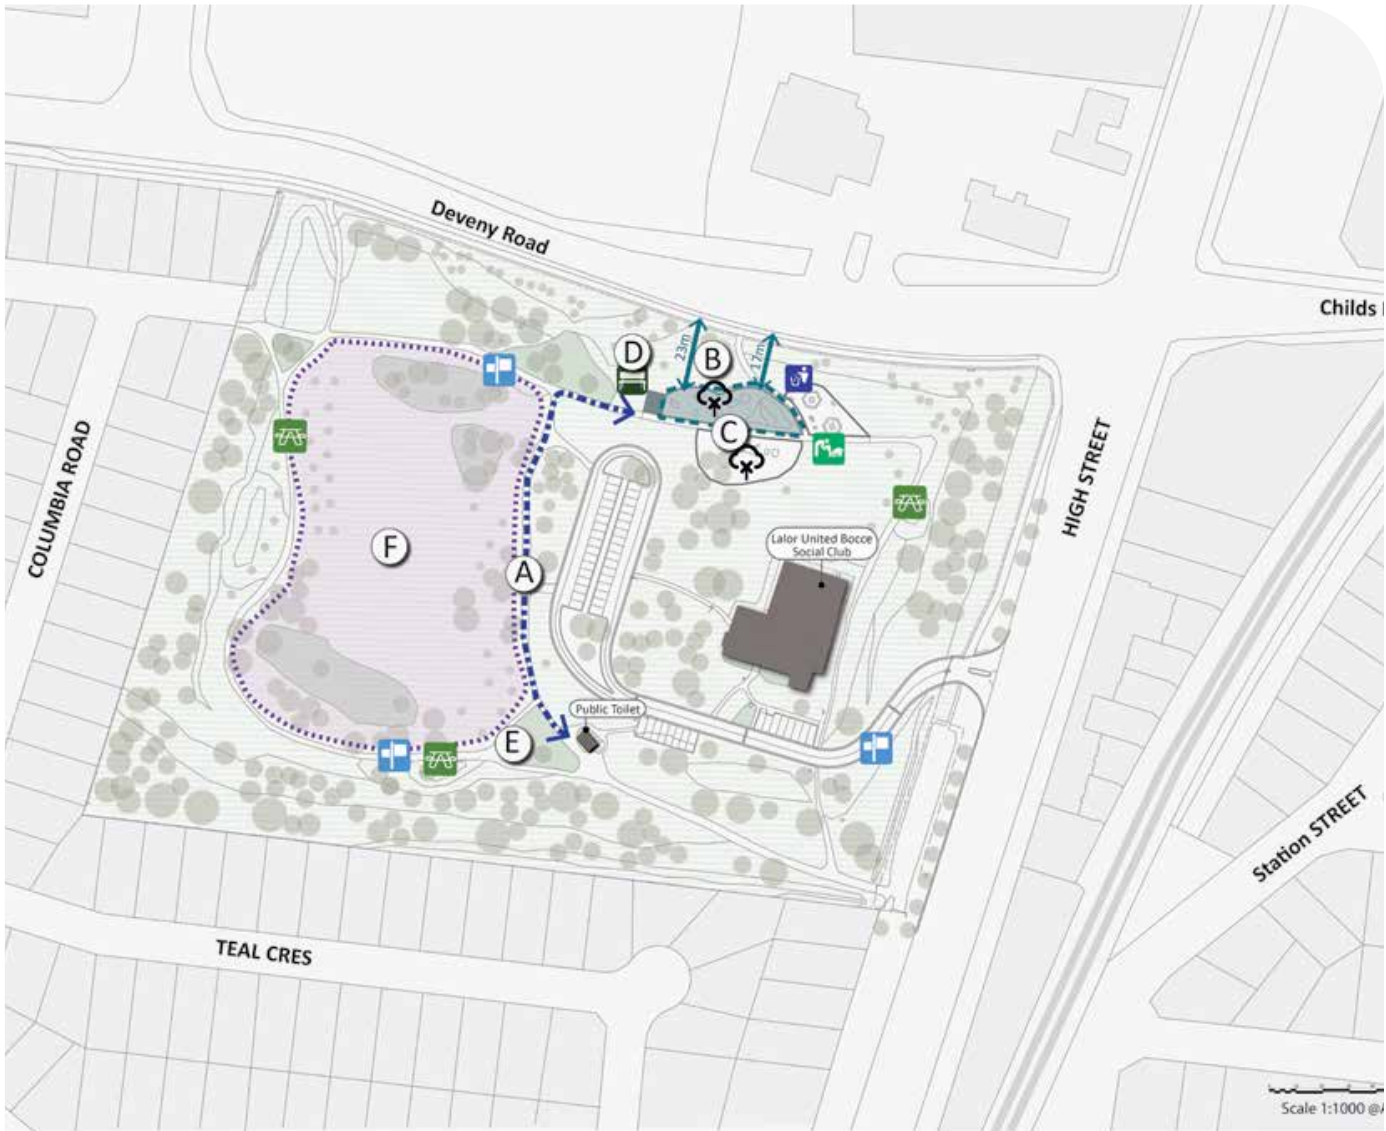 Deveny Road
Childs
D
23m
B
17m
C
COLUMBIA ROAD
HIGH STREET
F
A
Lalor United Bocce
Social Club
Public Toilet
E
Station STREET
TEAL CRES
Scale 1:1000 @A